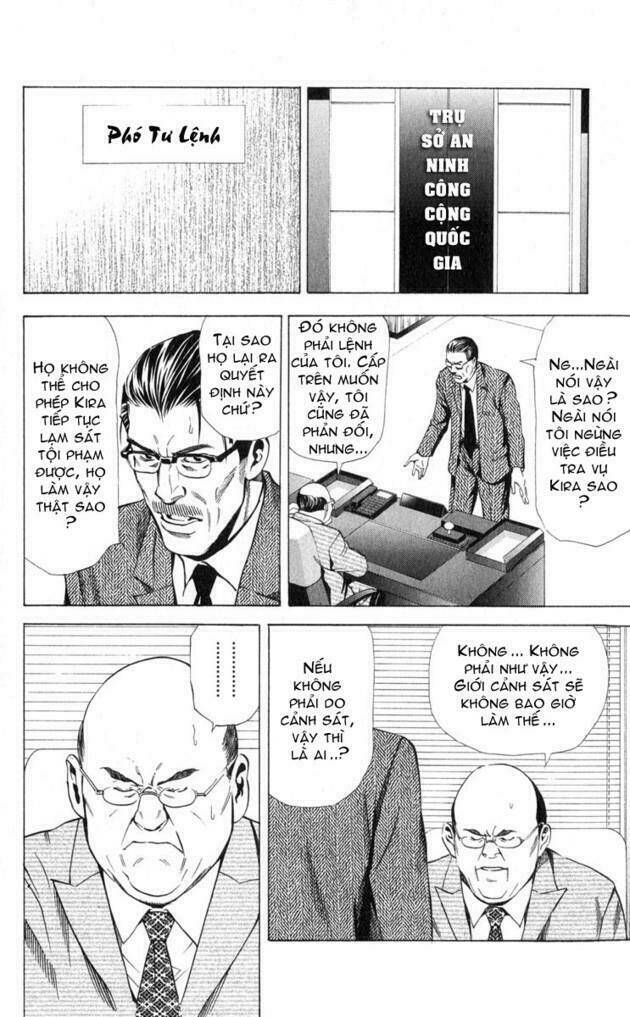 TRỤ
SỞ AN
NINH
CÔNG
CỘNG
QUỐC
GIA
Phó Tư Lệnh
NG...NGÀI
NÓI VẬY
LÀ SAO?
NGÀI NÓI
TÔI NGỪNG
VIỆC ĐIỀU
TRA VỤ
KIRA SAO?
ĐÓ KHÔNG
PHẢI LỆNH
CỦA TÔI. CẤP
TRÊN MUỐN
VẬY, TÔI
CŨNG ĐÃ
PHẢN ĐỐI,
NHƯNG...
TẠI SAO
HỌ LẠI RA
QUYẾT
ĐỊNH NÀY
CHỨ?
HỌ KHÔNG
THỂ CHO
PHÉP KIRA
TIẾP TỤC
LẠM SÁT
TỘI PHẠM
ĐƯỢC, HỌ
LÀM VẬY
THẬT SAO
?
KHÔNG... KHÔNG
PHẢI NHƯ VẬY...
GIỚI CẢNH SÁT SẼ
KHÔNG BAO GIỜ
LÀM THẾ...
NẾU
KHÔNG
PHẢI DO
CẢNH SÁT,
VẬY THÌ
LÀ AI..?
.........